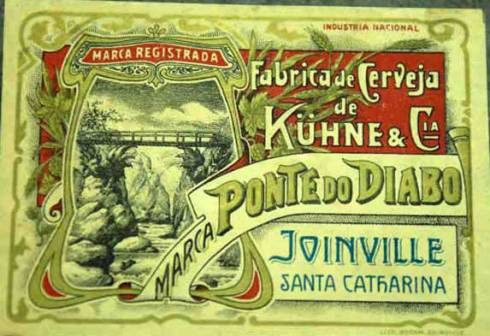 INDUSTRIA NACIONAL
MARCA REGISTRADA
Fabrica de Cerveja
de
KÜHNE & CIA
MARCA PONTE DO DIABO
JOINVILLE
SANTA CATHARINA